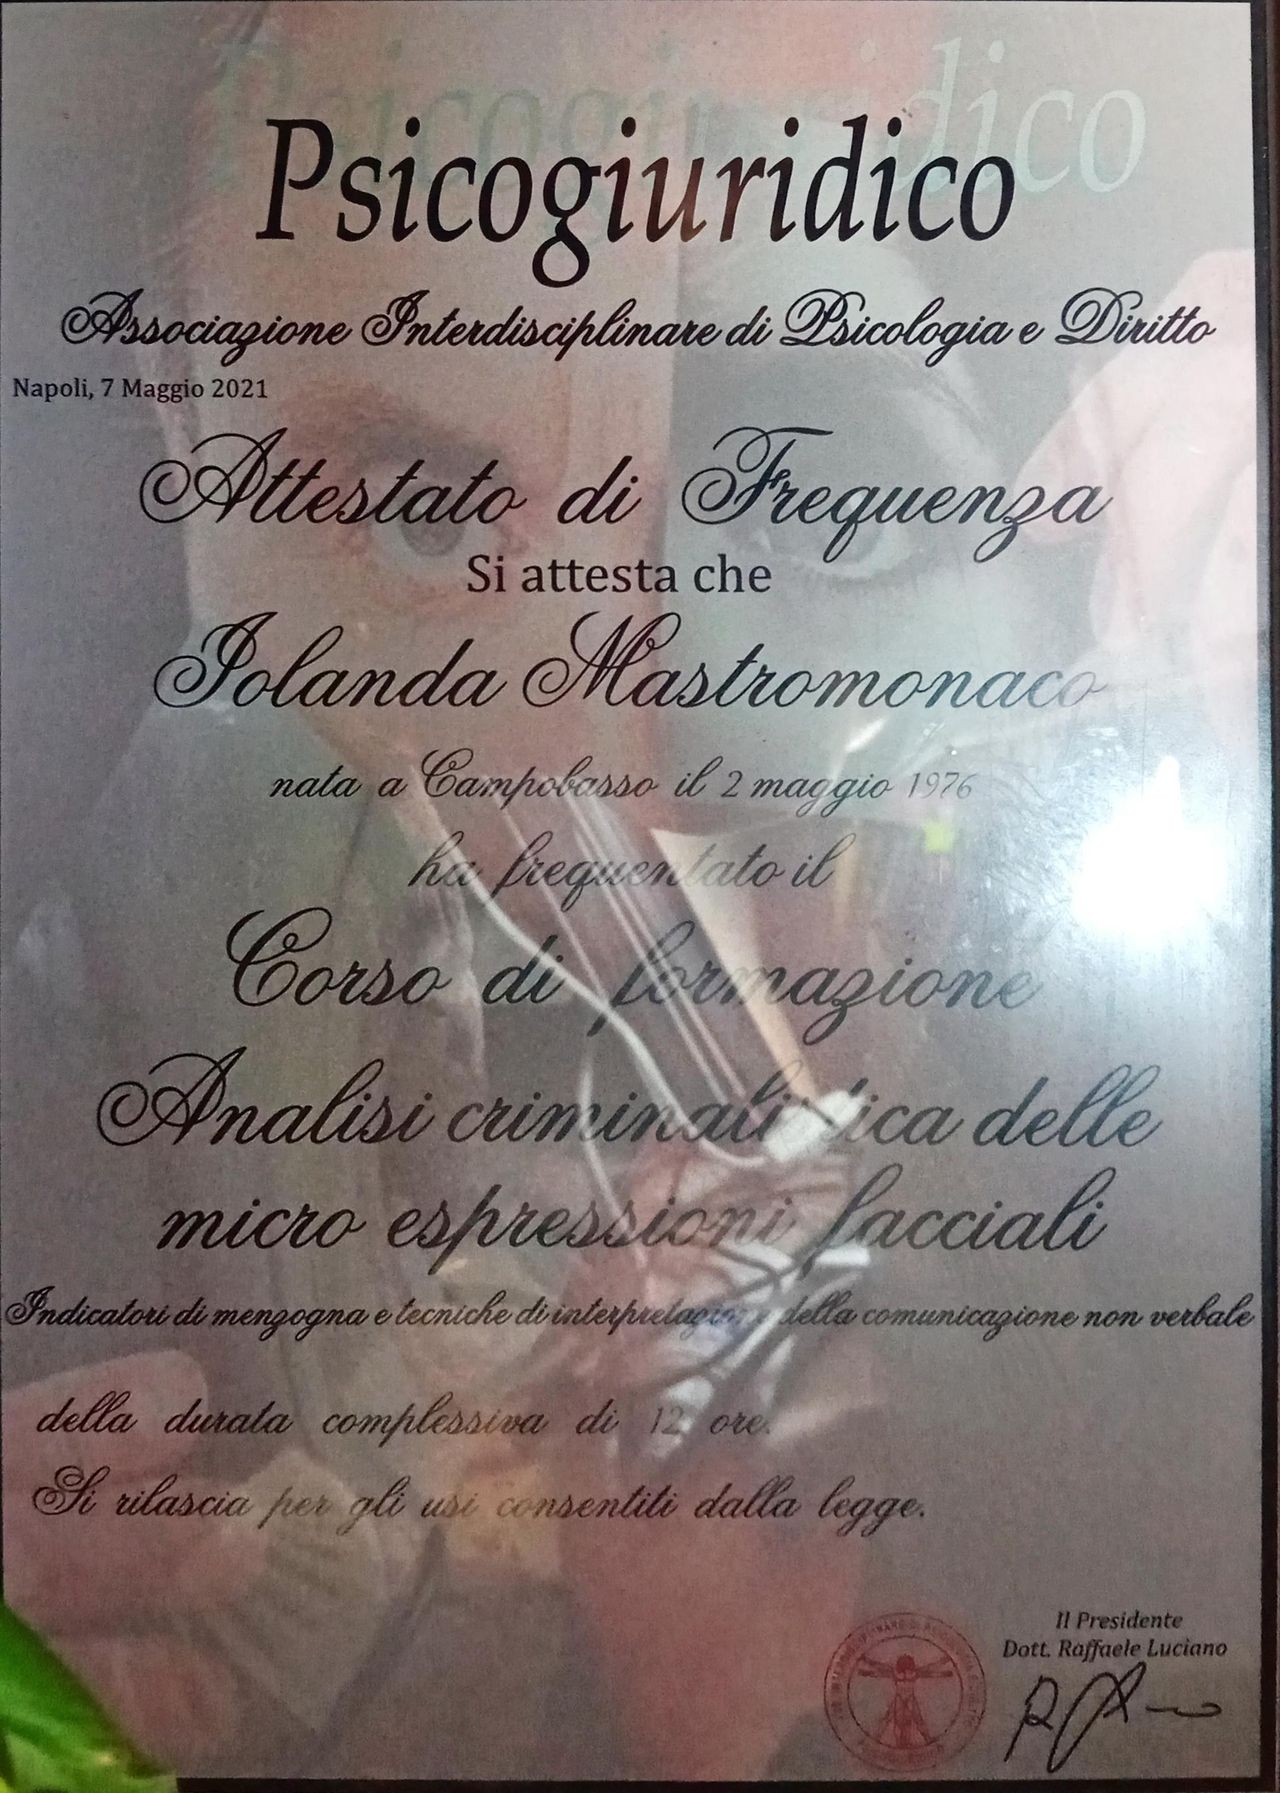 Psicogiuridico
Psicogiuridico
Associazione Interdisciplinare di Psicologia e Diritto
Napoli, 7 Maggio 2021
Attestato di Frequenza
Si attesta che
Iolanda Mastromonaco
nata a Campobasso il 2 maggio 1976
ha frequentato il
Corso di formazione
Analisi criminalistica delle
micro espressioni facciali
Indicatori di menzogna e tecniche di interpretazione della comunicazione non verbale
della durata complessiva di 12 ore.
Si rilascia per gli usi consentiti dalla legge.
Il Presidente
Dott. Raffaele Luciano